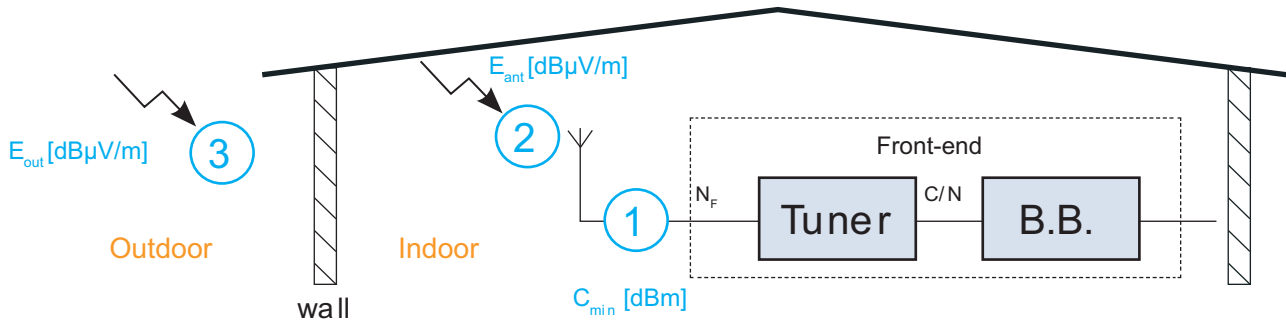 E_ant [dBµV/m]
2
3
E_out [dBµV/m]
Front-end
N_F
C/N
1
Tuner
B.B.
Outdoor
Indoor
C_min [dBm]
wall